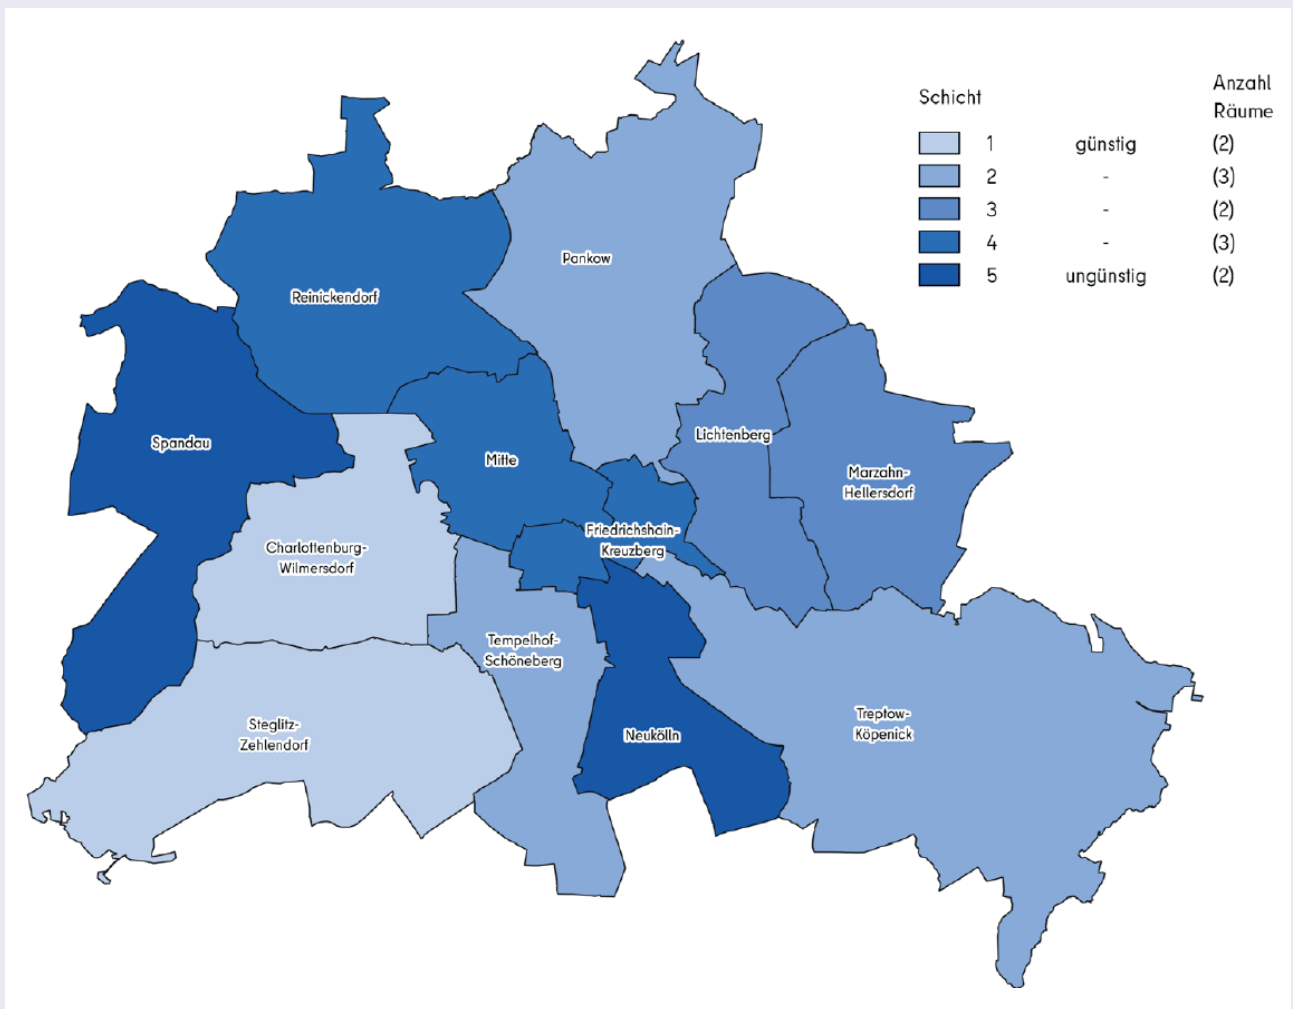 Schicht
Anzahl
Räume
1 günstig (2)
2 - (3)
3 - (2)
4 - (3)
5 ungünstig (2)
Pankow
Reinickendorf
Spandau
Mitte
Lichtenberg
Marzahn-
Hellersdorf
Friedrichshain-
Kreuzberg
Charlottenburg-
Wilmersdorf
Tempelhof-
Schöneberg
Steglitz-
Zehlendorf
Neukölln
Treptow-
Köpenick